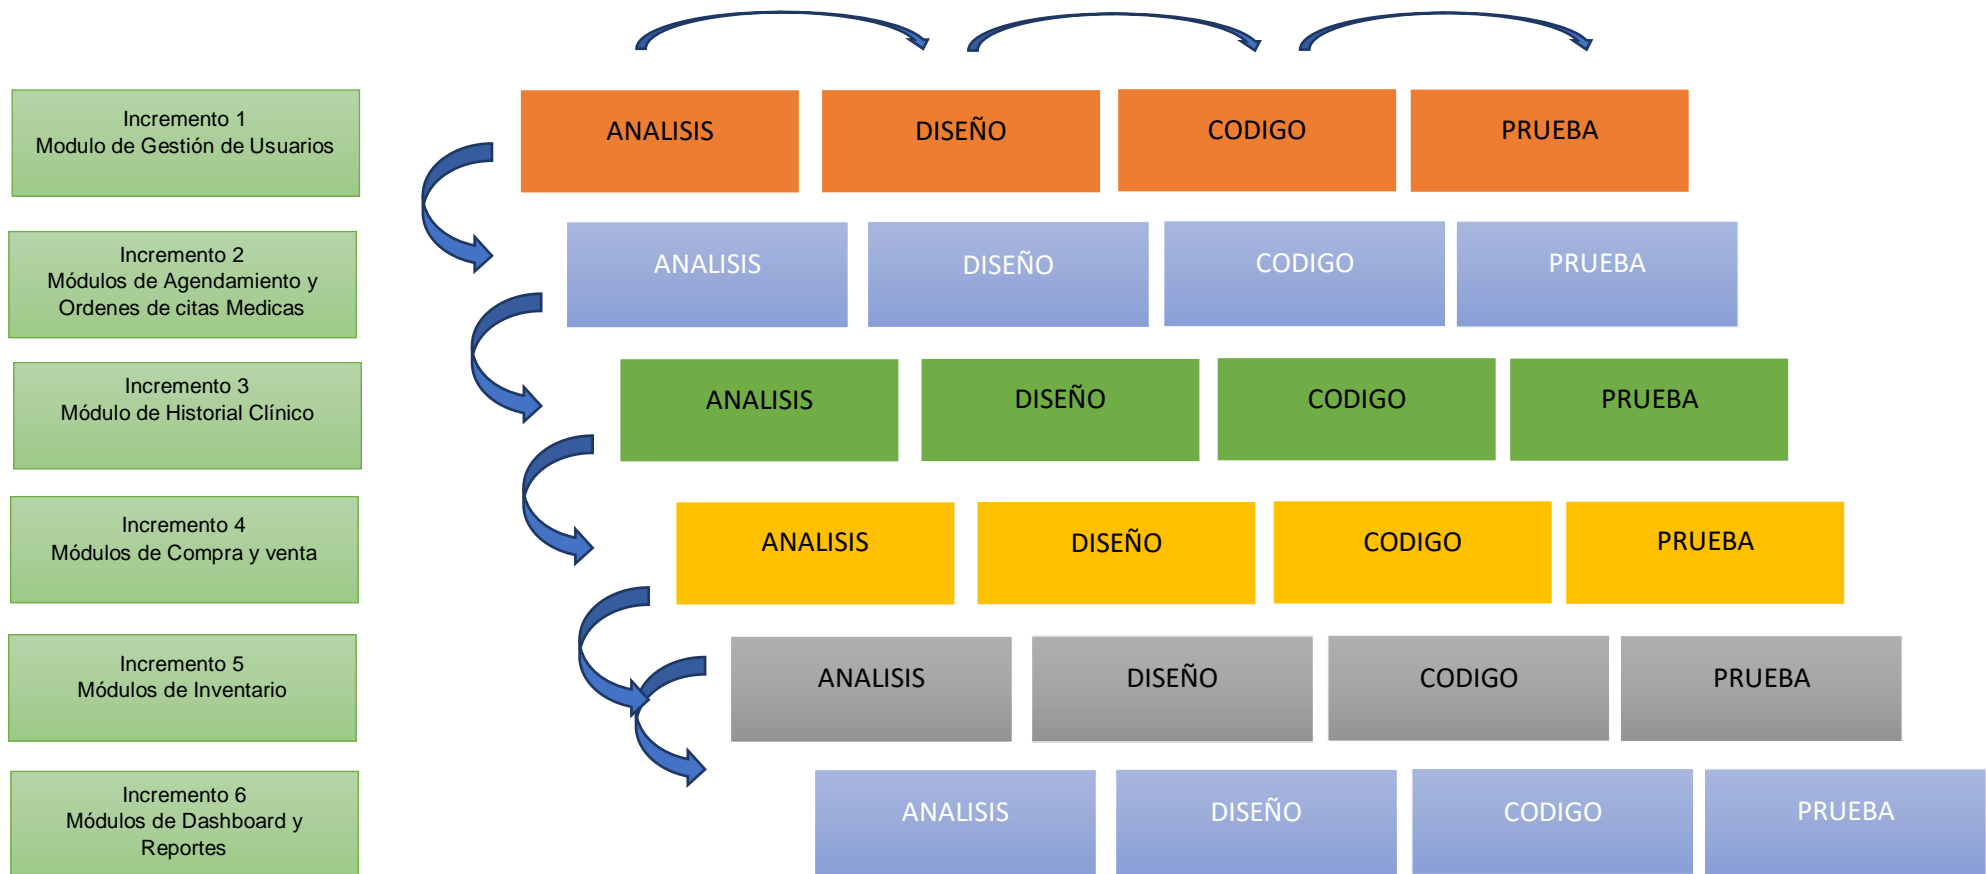 Incremento 1
Modulo de Gestión de Usuarios
ANALISIS
DISEÑO
CODIGO
PRUEBA
Incremento 2
Módulos de Agendamiento y
Ordenes de citas Medicas
ANALISIS
DISEÑO
CODIGO
PRUEBA
Incremento 3
Módulo de Historial Clínico
ANALISIS
DISEÑO
CODIGO
PRUEBA
Incremento 4
Módulos de Compra y venta
ANALISIS
DISEÑO
CODIGO
PRUEBA
Incremento 5
Módulos de Inventario
ANALISIS
DISEÑO
CODIGO
PRUEBA
Incremento 6
Módulos de Dashboard y
Reportes
ANALISIS
DISEÑO
CODIGO
PRUEBA